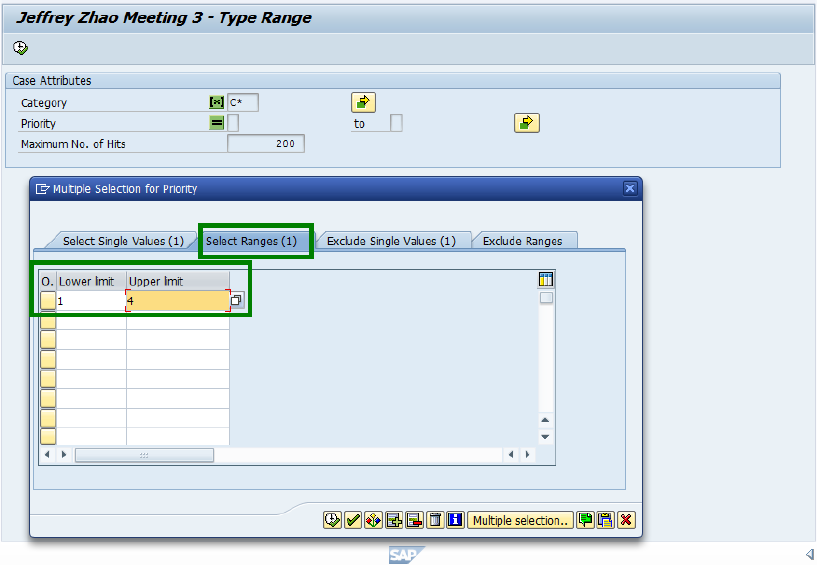 Jeffrey Zhao Meeting 3 - Type Range
Case Attributes
Category C*
Priority to
Maximum No. of Hits 200
Multiple Selection for Priority
Select Single Values (1) Select Ranges (1) Exclude Single Values (1) Exclude Ranges
O. Lower limit Upper limit
1 4
Multiple selection..
SAP